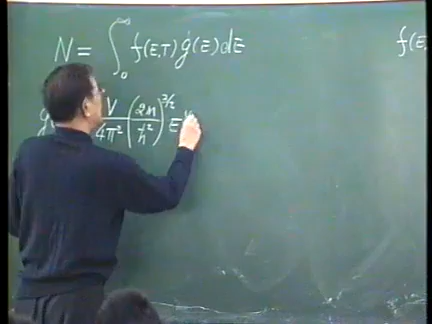 N = ∫₀^∞ f(E,T) g(E) dE
f(E,
g V/4π² (2m/ħ²)^3/2 E